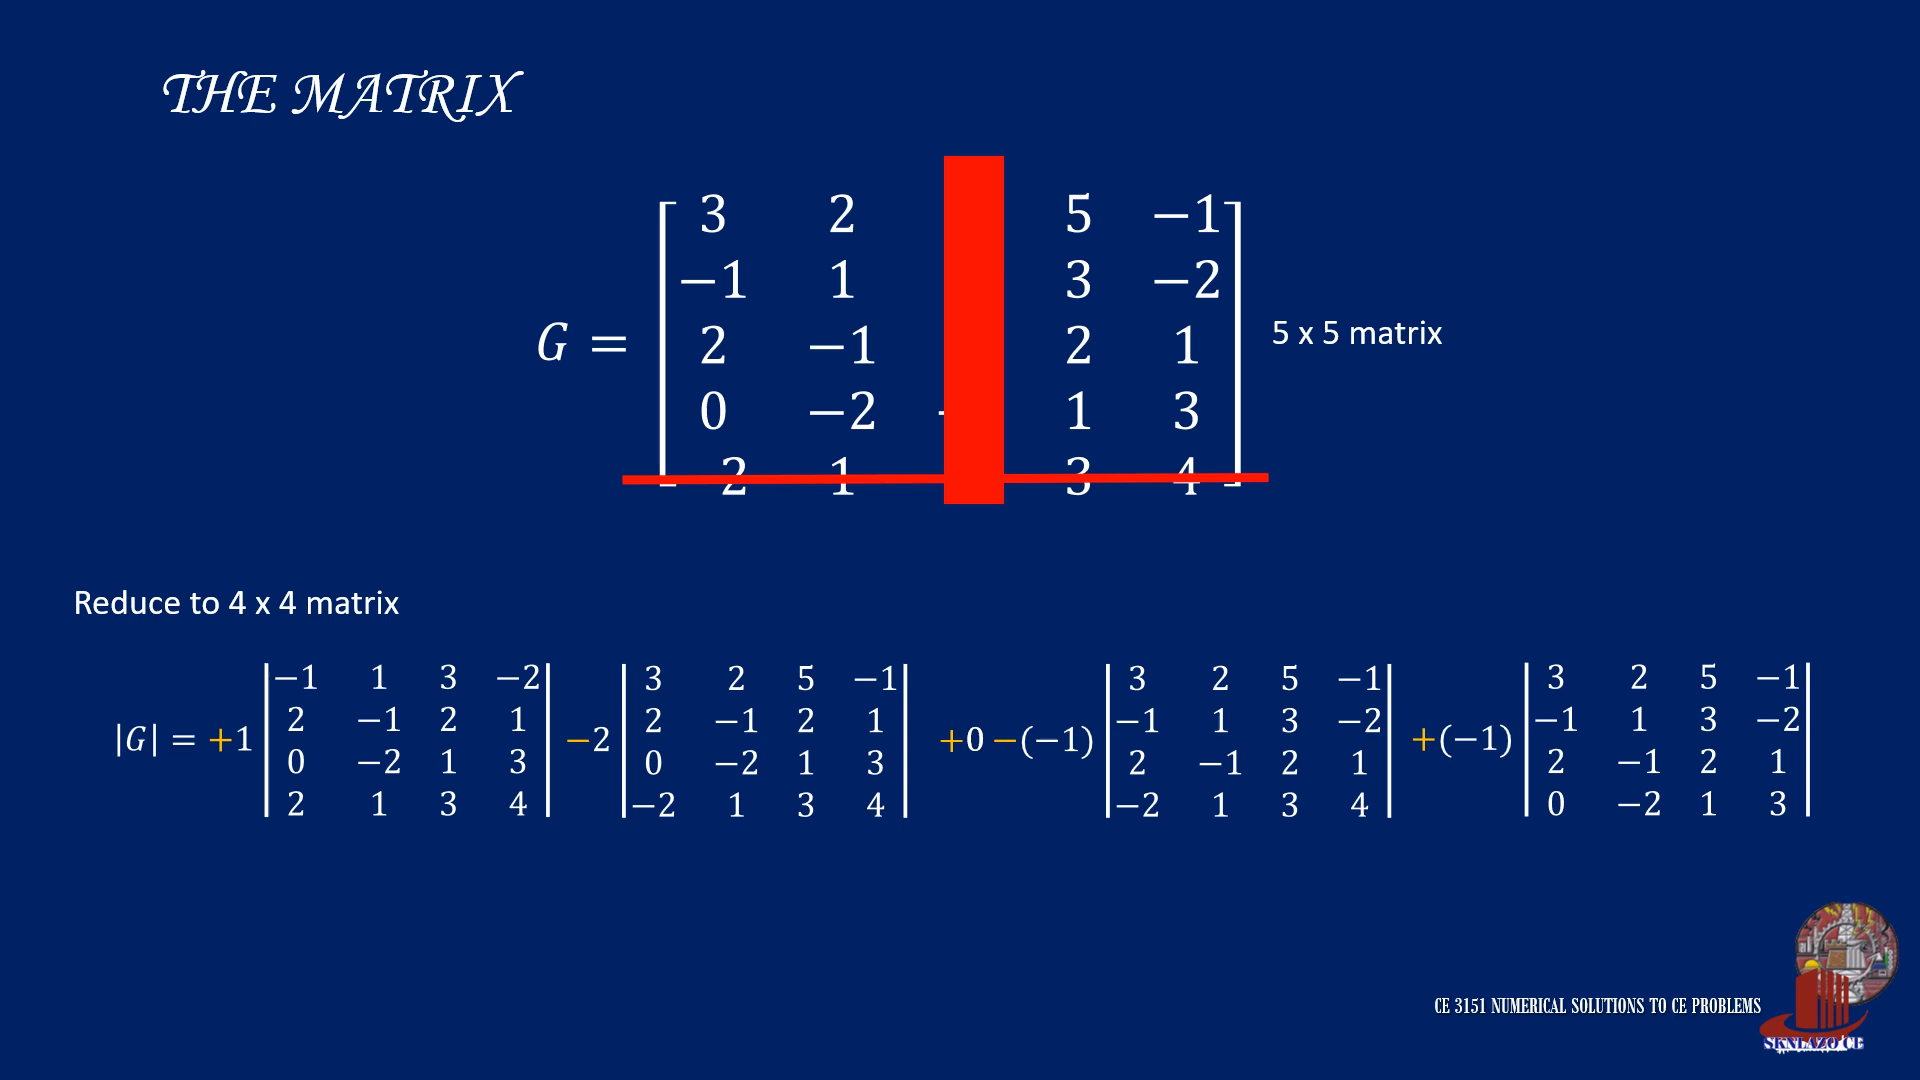 THE MATRIX
3 2 5 −1
−1 1 3 −2
G = 2 −1 2 1 5 x 5 matrix
0 −2 - 1 3
2 1 3 4
Reduce to 4 x 4 matrix
|G| = +1 |−1 1 3 −2| −2 |3 2 5 −1| +0 −(−1) |3 2 5 −1| +(−1) |3 2 5 −1|
2 −1 2 1 2 −1 2 1 −1 1 3 −2 −1 1 3 −2
0 −2 1 3 0 −2 1 3 2 −1 2 1 2 −1 2 1
2 1 3 4 −2 1 3 4 −2 1 3 4 0 −2 1 3
CE 3151 NUMERICAL SOLUTIONS TO CE PROBLEMS
SKNLAZO CE